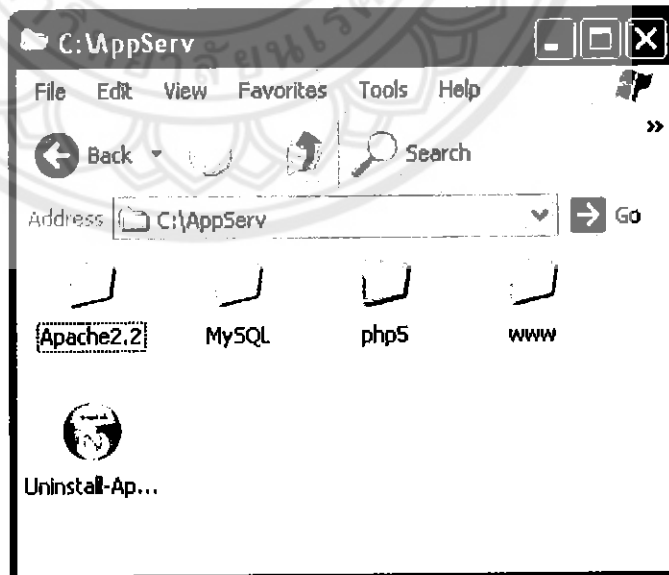 C:\AppServ
File Edit View Favorites Tools Help
Back Search
Address C:\AppServ Go
Apache2.2 MySQL php5 www
Uninstall-Ap...